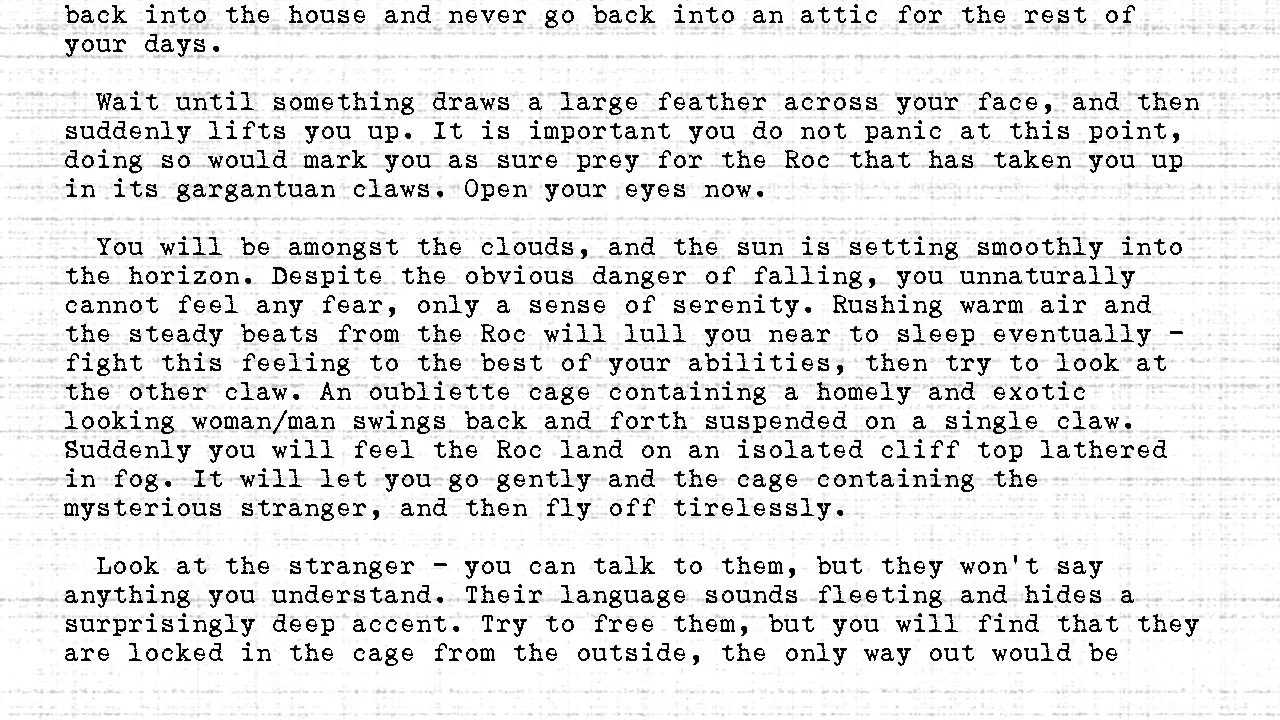 back into the house and never go back into an attic for the rest of
your days.
Wait until something draws a large feather across your face, and then
suddenly lifts you up. It is important you do not panic at this point,
doing so would mark you as sure prey for the Roc that has taken you up
in its gargantuan claws. Open your eyes now.
You will be amongst the clouds, and the sun is setting smoothly into
the horizon. Despite the obvious danger of falling, you unnaturally
cannot feel any fear, only a sense of serenity. Rushing warm air and
the steady beats from the Roc will lull you near to sleep eventually -
fight this feeling to the best of your abilities, then try to look at
the other claw. An oubliette cage containing a homely and exotic
looking woman/man swings back and forth suspended on a single claw.
Suddenly you will feel the Roc land on an isolated cliff top lathered
in fog. It will let you go gently and the cage containing the
mysterious stranger, and then fly off tirelessly.
Look at the stranger - you can talk to them, but they won't say
anything you understand. Their language sounds fleeting and hides a
surprisingly deep accent. Try to free them, but you will find that they
are locked in the cage from the outside, the only way out would be